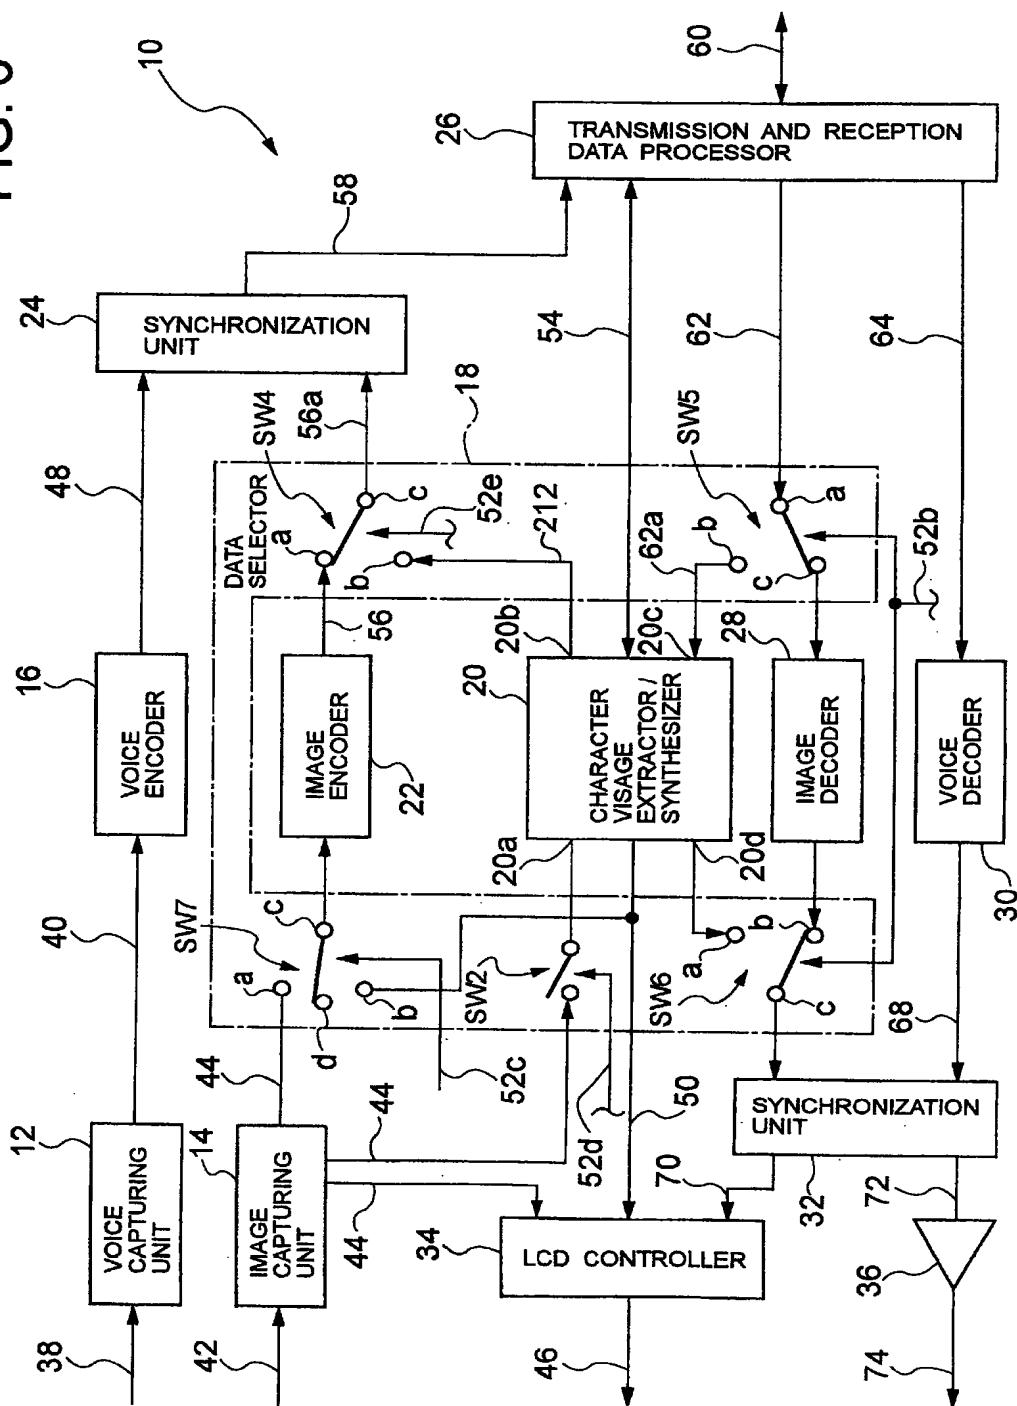 FIG.
10
60
26
TRANSMISSION AND RECEPTION
DATA PROCESSOR
58
24
SYNCHRONIZATION
UNIT
54
62
64
48
18
SW4
56a
SW5
DATA
SELECTOR
a
c
52e
b
212
62a
b
a
c
52b
56
20b
20c
28
16
VOICE
ENCODER
IMAGE
ENCODER
22
20
CHARACTER
VISAGE
EXTRACTOR /
SYNTHESIZER
IMAGE
DECODER
VOICE
DECODER
20a
20d
30
40
SW7
a
c
d
b
SW2
a
b
SW6
c
68
44
52c
44
44
52d
50
70
SYNCHRONIZATION
UNIT
32
72
12
VOICE
CAPTURING
UNIT
14
IMAGE
CAPTURING
UNIT
34
LCD CONTROLLER
36
38
42
46
74